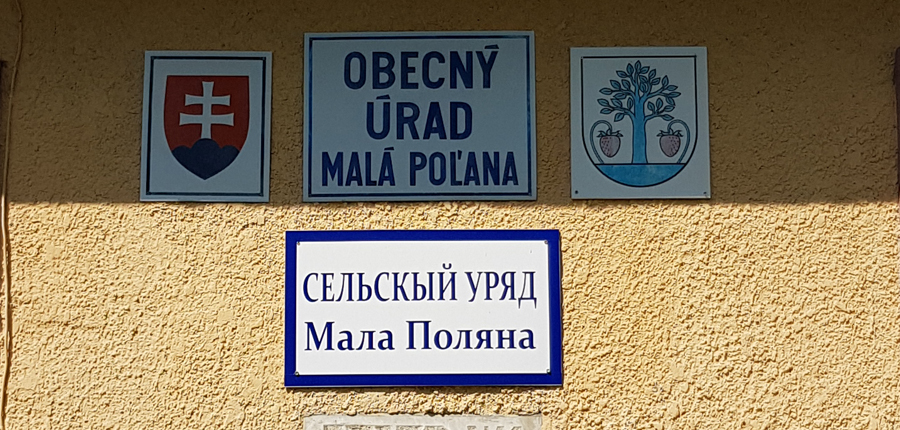 OBECNÝ
ÚRAD
MALÁ POĽANA
СЕЛЬСКЫЙ УРЯД
Мала Поляна